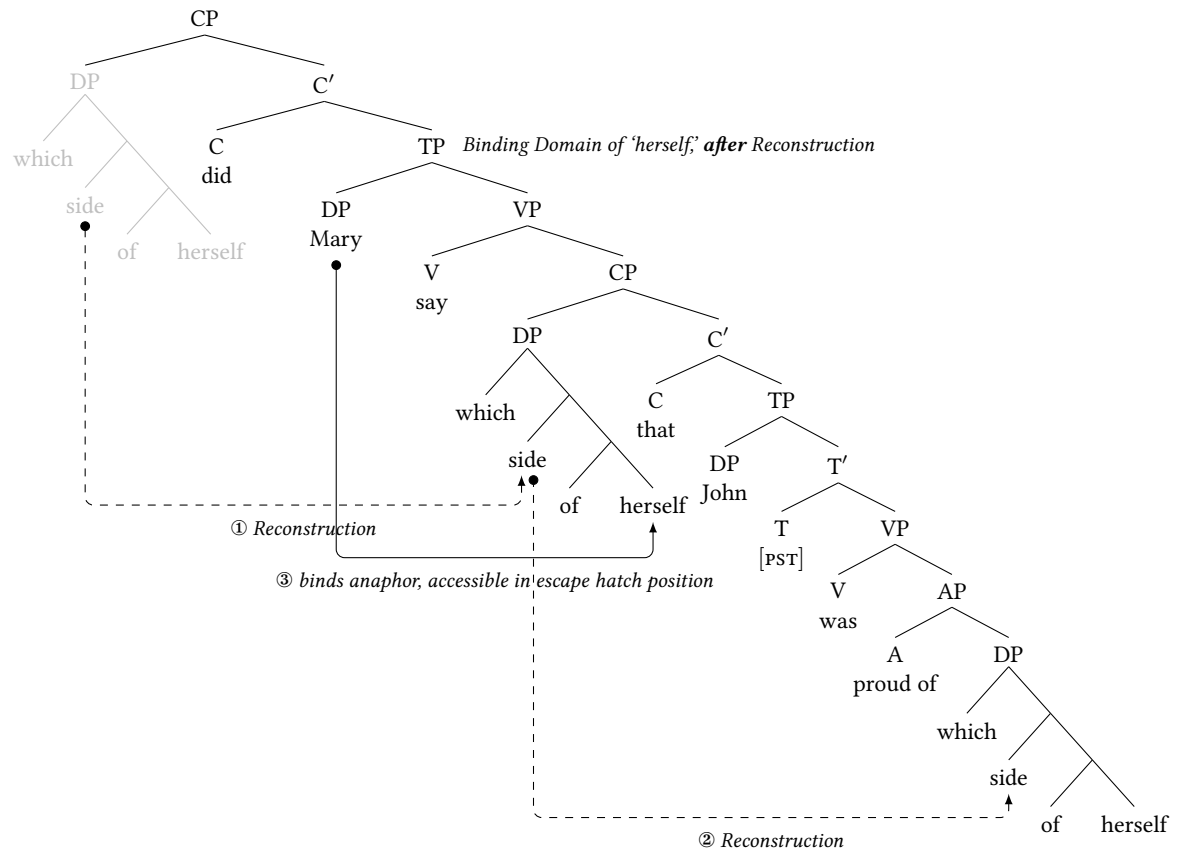 CP
DP
C′
which
C
did
TP
Binding Domain of ‘herself,’ after Reconstruction
side
of
herself
DP
Mary
VP
V
say
CP
DP
C′
which
C
that
TP
side
of
herself
DP
John
T′
① Reconstruction
T
[PST]
VP
③ binds anaphor, accessible in escape hatch position
V
was
AP
A
proud of
DP
which
side
of
herself
② Reconstruction